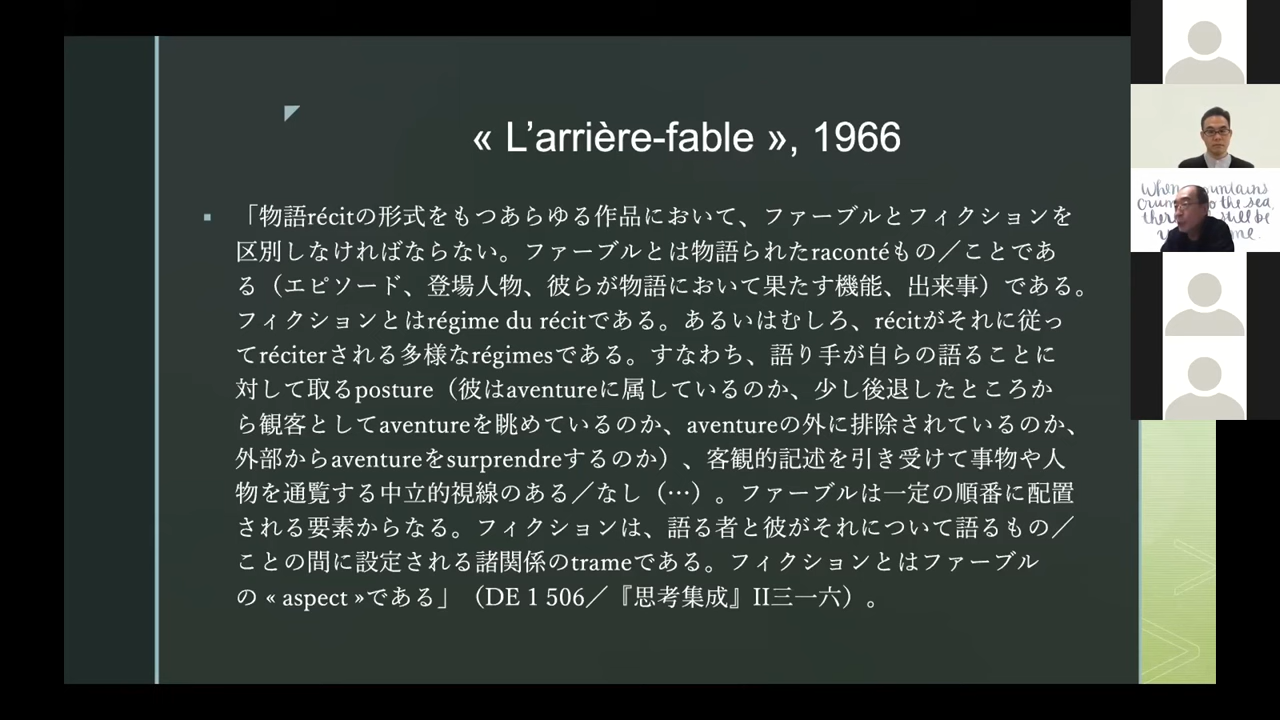 « L’arrière-fable », 1966
「物語récitの形式をもつあらゆる作品において、ファーブルとフィクションを
区別しなければならない。ファーブルとは物語られたracontéもの／ことであ
る（エピソード、登場人物、彼らが物語において果たす機能、出来事）である。
フィクションとはrégime du récitである。あるいはむしろ、récitがそれに従っ
てréciterされる多様なrégimesである。すなわち、語り手が自らの語ることに
対して取るposture（彼はaventureに属しているのか、少し後退したところか
ら観客としてaventureを眺めているのか、aventureの外に排除されているのか、
外部からaventureをsurprendreするのか）、客観的記述を引き受けて事物や人
物を通覧する中立的視線のある／なし（…）。ファーブルは一定の順番に配置
される要素からなる。フィクションは、語る者と彼がそれについて語るもの／
ことの間に設定される諸関係のtrameである。フィクションとはファーブル
の « aspect »である」（DE 1 506／『思考集成』II三一六）。
When mountains
crumble to the sea
there will still be